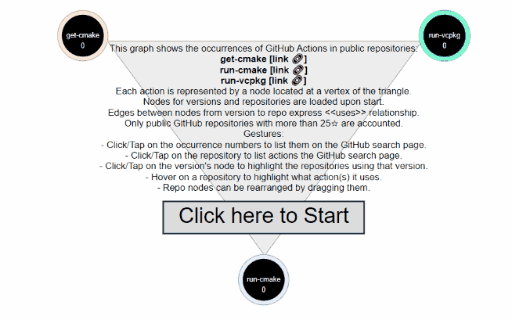 get-cmake
0
run-vcpkg
0
This graph shows the occurrences of GitHub Actions in public repositories:
get-cmake [link 🔗]
run-cmake [link 🔗]
run-vcpkg [link 🔗]
Each action is represented by a node located at a vertex of the triangle.
Nodes for versions and repositories are loaded upon start.
Edges between nodes from version to repo express <<uses>> relationship.
Only public GitHub repositories with more than 25☆ are accounted.
Gestures:
- Click/Tap on the occurrence numbers to list them on the GitHub search page.
- Click/Tap on the repository to list actions the GitHub search page.
- Click/Tap on the version's node to highlight the repositories using that version.
- Hover on a repository to highlight what action(s) it uses.
- Repo nodes can be rearranged by dragging them.
Click here to Start
run-cmake
0